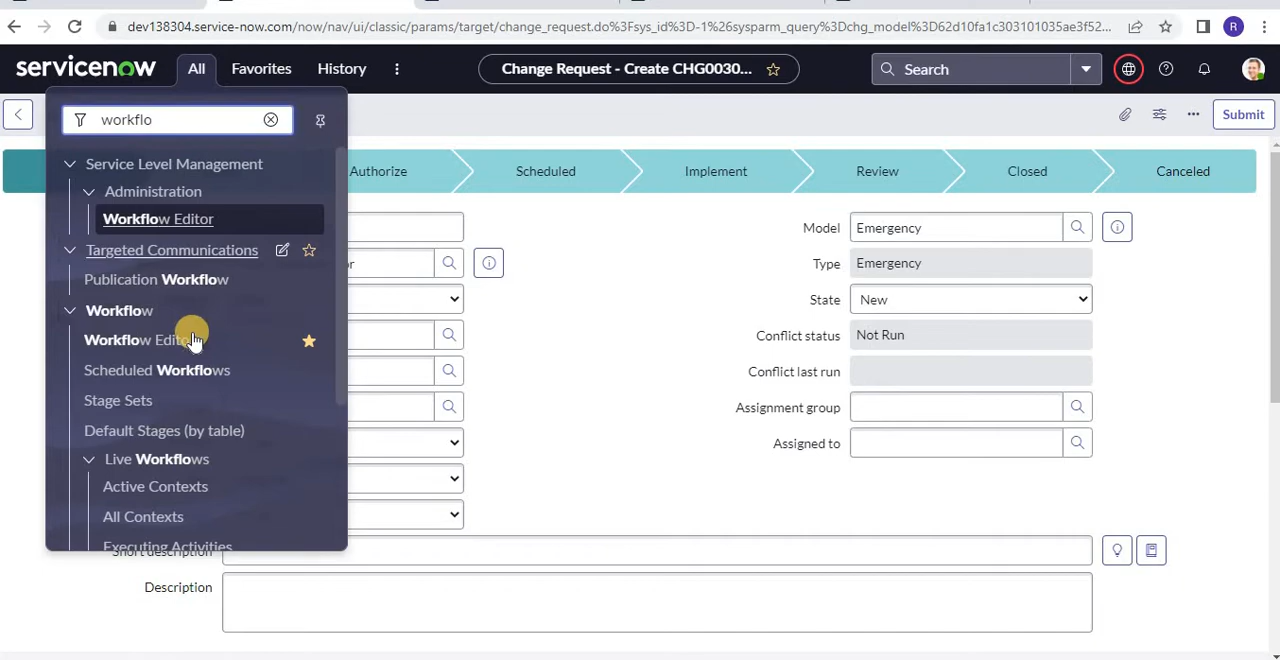 dev138304.service-now.com/now/nav/ui/classic/params/target/change_request.do%3Fsys_id%3D-1%26sysparm_query%3Dchg_model%3D62d10fa1c303101035ae3f52...
R
servicenow
All
Favorites
History
Change Request - Create CHG0030...
Search
workflo
Submit
Service Level Management
Administration
Workflow Editor
Targeted Communications
Publication Workflow
Workflow
Workflow Edito
Scheduled Workflows
Stage Sets
Default Stages (by table)
Live Workflows
Active Contexts
All Contexts
Executing Activities
Authorize
Scheduled
Implement
Review
Closed
Canceled
Model
Emergency
Type
Emergency
State
New
Conflict status
Not Run
Conflict last run
Assignment group
Assigned to
Short description
Description